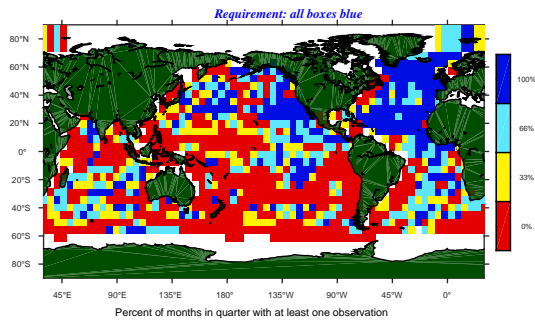 Requirement: all boxes blue
80°N
60°N
40°N
20°N
0°
20°S
40°S
60°S
80°S
45°E 90°E 135°E 180° 135°W 90°W 45°W 0°
100%
66%
33%
0%
Percent of months in quarter with at least one observation